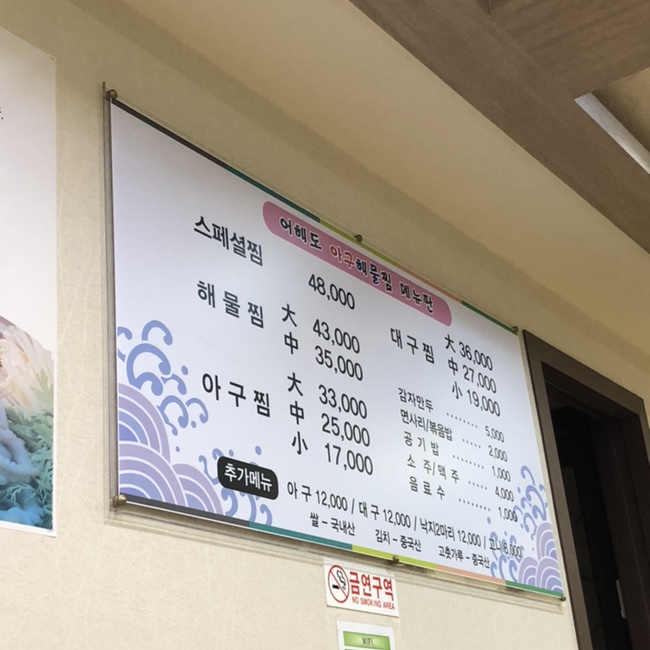 어해도 아구해물찜 메뉴판
스페셜찜 48,000
해물찜 大 43,000
中 35,000
아구찜 大 33,000
中 25,000
小 17,000
대구찜 大 36,000
中 27,000
小 19,000
감자만두 ········ 5,000
면사리/볶음밥 ······ 2,000
공기밥 ········ 1,000
소주/맥주 ······ 4,000
음료수 ········ 1,000
추가메뉴 아구 12,000 / 대구 12,000 / 낙지2마리 12,000 / 고니 6,000
쌀 - 국내산 김치 - 중국산 고춧가루 - 중국산
금연구역
NO SMOKING AREA
WIFI